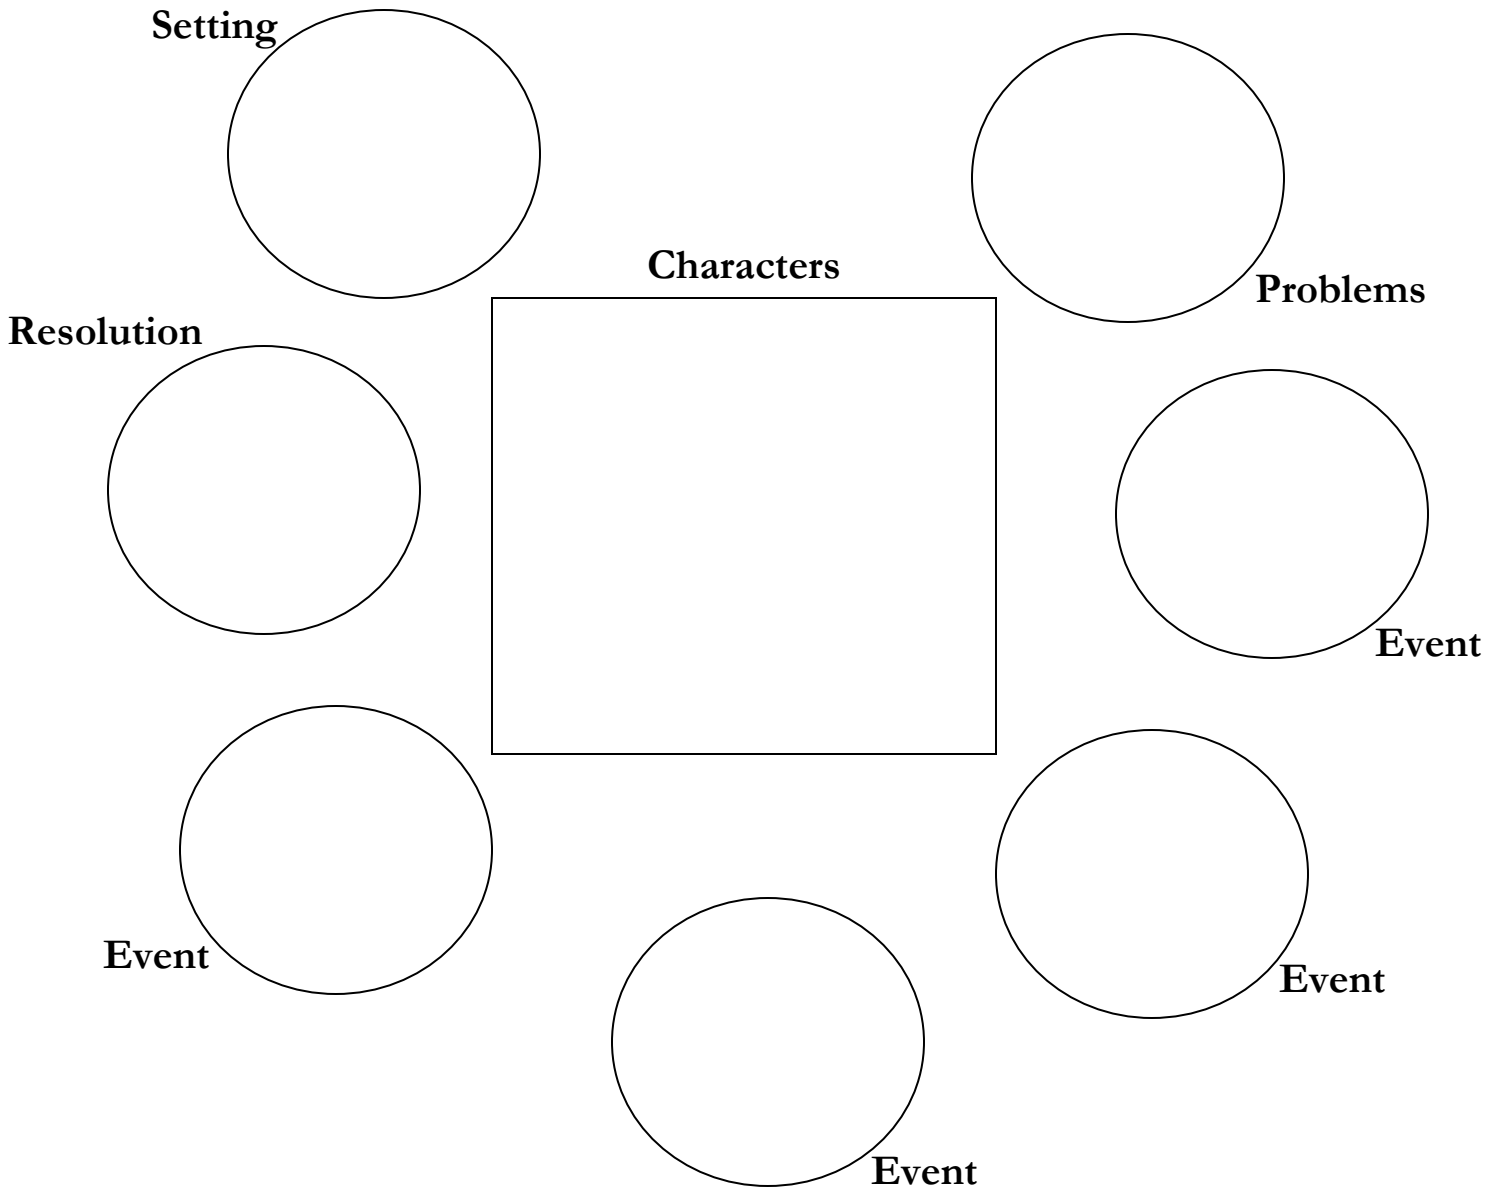 Setting
Characters
Problems
Resolution
Event
Event
Event
Event